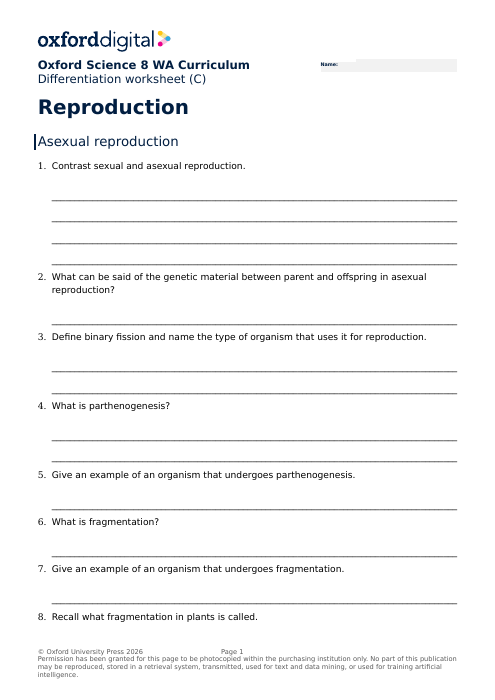 oxforddigital
Oxford Science 8 WA Curriculum
Name:
Differentiation worksheet (C)
Reproduction
Asexual reproduction
1. Contrast sexual and asexual reproduction.
2. What can be said of the genetic material between parent and offspring in asexual
reproduction?
3. Define binary fission and name the type of organism that uses it for reproduction.
4. What is parthenogenesis?
5. Give an example of an organism that undergoes parthenogenesis.
6. What is fragmentation?
7. Give an example of an organism that undergoes fragmentation.
8. Recall what fragmentation in plants is called.
© Oxford University Press 2026 Page 1
Permission has been granted for this page to be photocopied within the purchasing institution only. No part of this publication
may be reproduced, stored in a retrieval system, transmitted, used for text and data mining, or used for training artificial
intelligence.